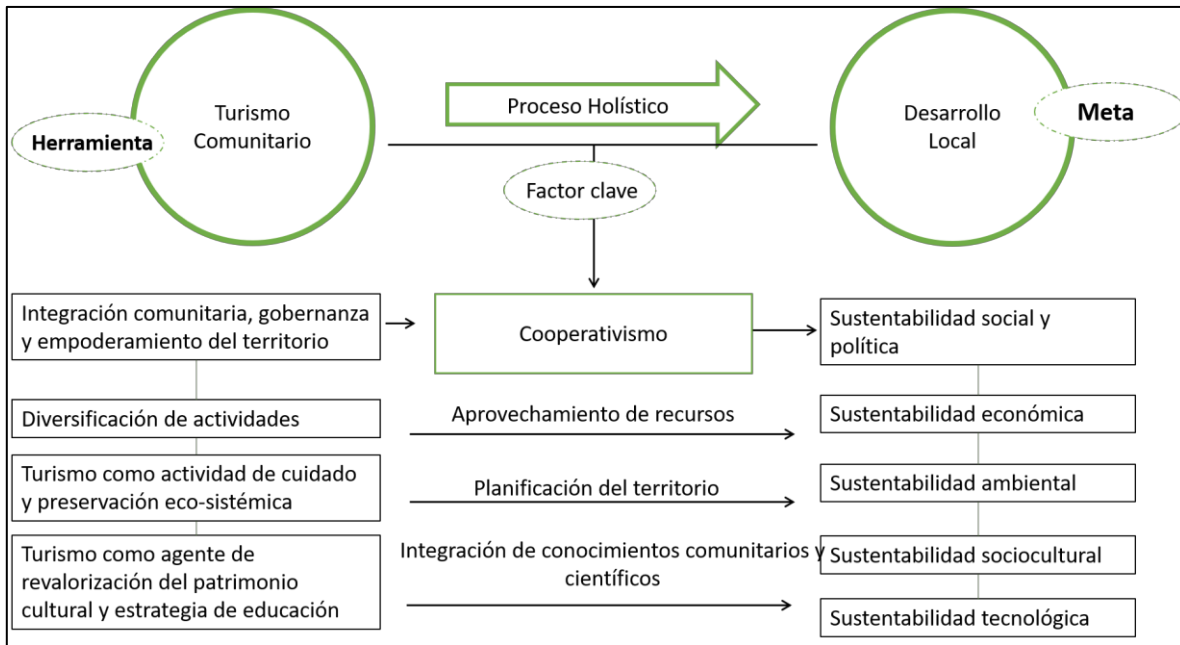 Herramienta
Turismo
Comunitario
Proceso Holístico
Desarrollo
Local
Meta
Factor clave
Integración comunitaria, gobernanza
y empoderamiento del territorio
Cooperativismo
Sustentabilidad social y
política
Diversificación de actividades
Aprovechamiento de recursos
Sustentabilidad económica
Turismo como actividad de cuidado
y preservación eco-sistémica
Planificación del territorio
Sustentabilidad ambiental
Turismo como agente de
revalorización del patrimonio
cultural y estrategia de educación
Integración de conocimientos comunitarios y
científicos
Sustentabilidad sociocultural
Sustentabilidad tecnológica